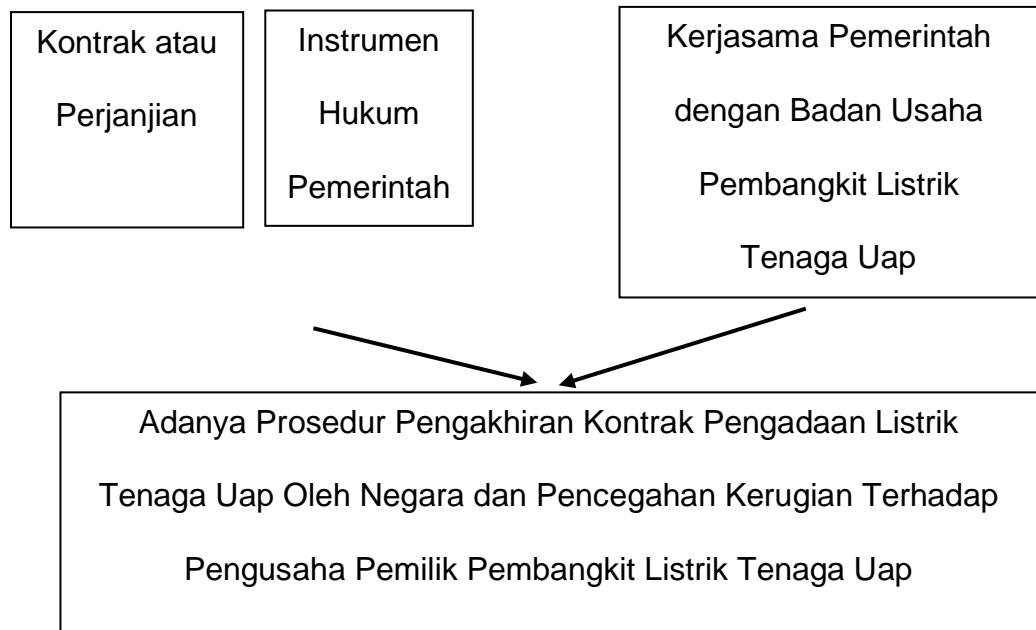 Kontrak atau
Perjanjian
Instrumen
Hukum
Pemerintah
Kerjasama Pemerintah
dengan Badan Usaha
Pembangkit Listrik
Tenaga Uap
Adanya Prosedur Pengakhiran Kontrak Pengadaan Listrik
Tenaga Uap Oleh Negara dan Pencegahan Kerugian Terhadap
Pengusaha Pemilik Pembangkit Listrik Tenaga Uap